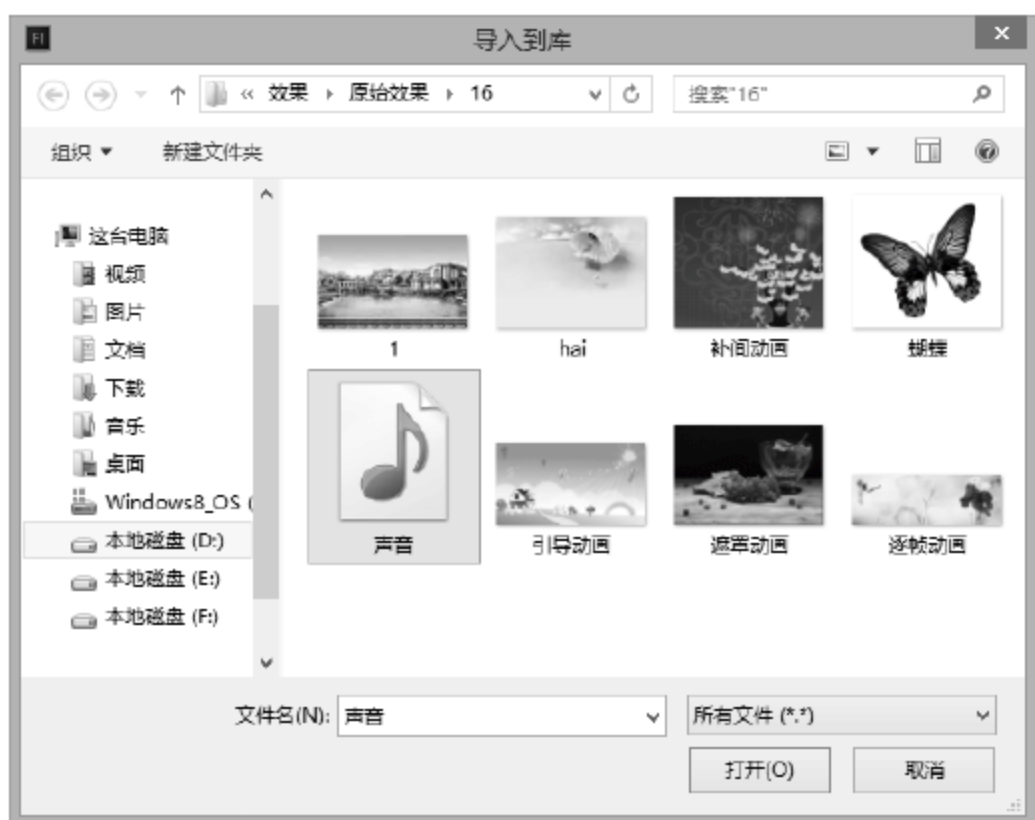 Fl
导入到库
« 效果 ▸ 原始效果 ▸ 16
搜索"16"
组织 ▼
新建文件夹
这台电脑
视频
图片
文档
下载
音乐
桌面
Windows8_OS (
本地磁盘 (D:)
本地磁盘 (E:)
本地磁盘 (F:)
1
hai
补间动画
蝴蝶
声音
引导动画
遮罩动画
逐帧动画
文件名(N): 声音
所有文件 (*.*)
打开(O)
取消